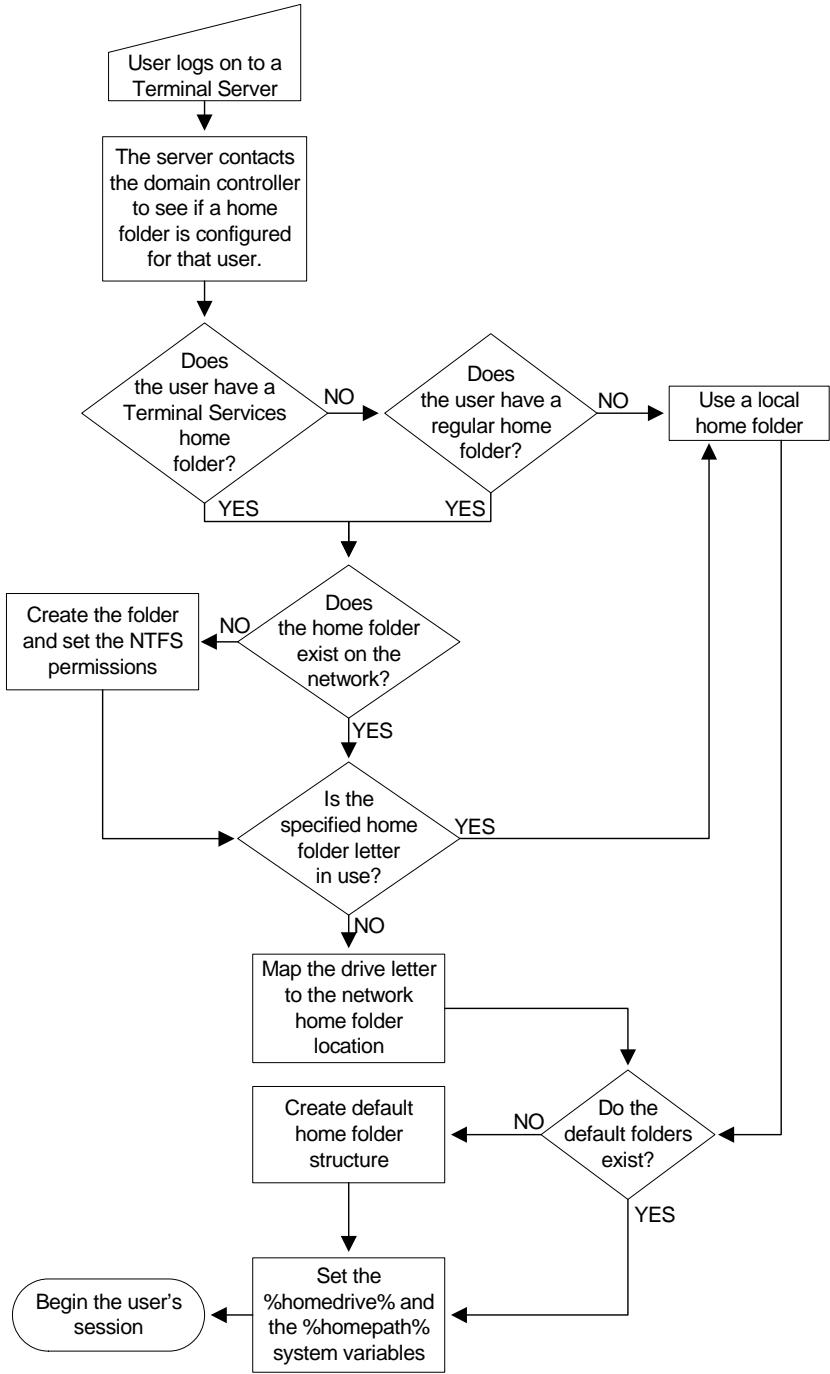 User logs on to a
Terminal Server
The server contacts
the domain controller
to see if a home
folder is configured
for that user.
Does
the user have a
Terminal Services
home
folder?
NO
Does
the user have a
regular home
folder?
NO
Use a local
home folder
YES
YES
Does
the home folder
exist on the
network?
NO
Create the folder
and set the NTFS
permissions
YES
Is the
specified home
folder letter
in use?
YES
NO
Map the drive letter
to the network
home folder
location
Do the
default folders
exist?
NO
Create default
home folder
structure
YES
Set the
%homedrive% and
the %homepath%
system variables
Begin the user's
session